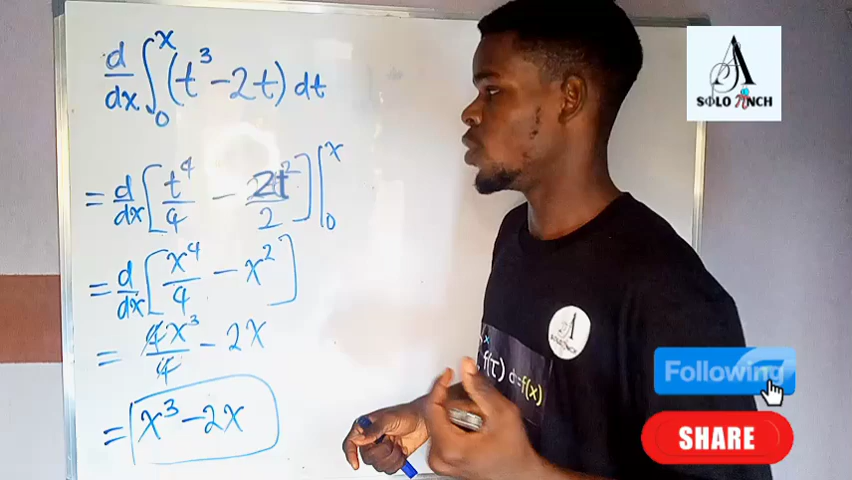 d/dx ∫₀ˣ (t³ - 2t) dt
= d/dx [t⁴/4 - 2t²/2]|₀ˣ
= d/dx [x⁴/4 - x²]
= 4x³/4 - 2x
= x³ - 2x
A
SOLO πNCH
A
f(τ) d =f(x)
Following
SHARE